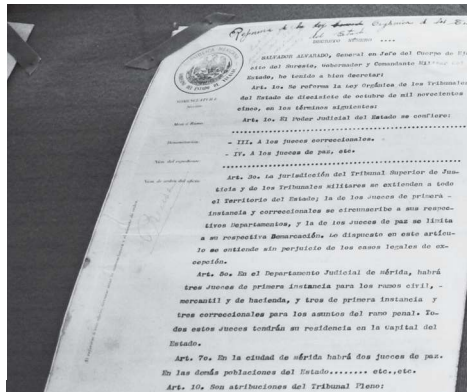 Reforma de la Ley Organica de los
del Estado
DECRETO NUMERO ....
SALVADOR ALVARADO, General en Jefe del Cuerpo de Ejé
cito del Sureste, Gobernador y Comandante Militar del
Estado, he tenido a bien decretar:
Art. 1o. Se reforma la Ley Orgánica de los Tribunales
del Estado de diecisiete de octubre de mil novecientos
cinco, en los términos siguientes:
Art. 1o. El Poder Judicial del Estado se confiere:
- III. A los jueces correccionales. -
- IV. A los jueces de paz, etc.
Art. 3o. La jurisdicción del Tribunal Superior de Jus-
ticia y de los Tribunales Militares se extienden a todo
el Territorio del Estado; la de los Jueces de primera -
instancia y correccionales se circunscribe a sus respec-
tivos Departamentos, y la de los Jueces de paz se limita
a su respectiva Demarcación. Lo dispuesto en este artícu-
lo se entiende sin perjuicio de los casos legales de ex-
cepción.
Art. 5o. En el Departamento Judicial de mérida, habrá
tres Jueces de primera instancia para los ramos civil, -
mercantil y de hacienda, y tres de primera instancia y
tres correccionales para los asuntos del ramo penal. To-
dos estos Jueces tendrán su residencia en la Capital del
Estado.
Art. 7o. En la ciudad de mérida habrá dos jueces de paz.
En las demás poblaciones del Estado........ etc.,etc.
Art. 10. Son atribuciones del Tribunal Pleno: